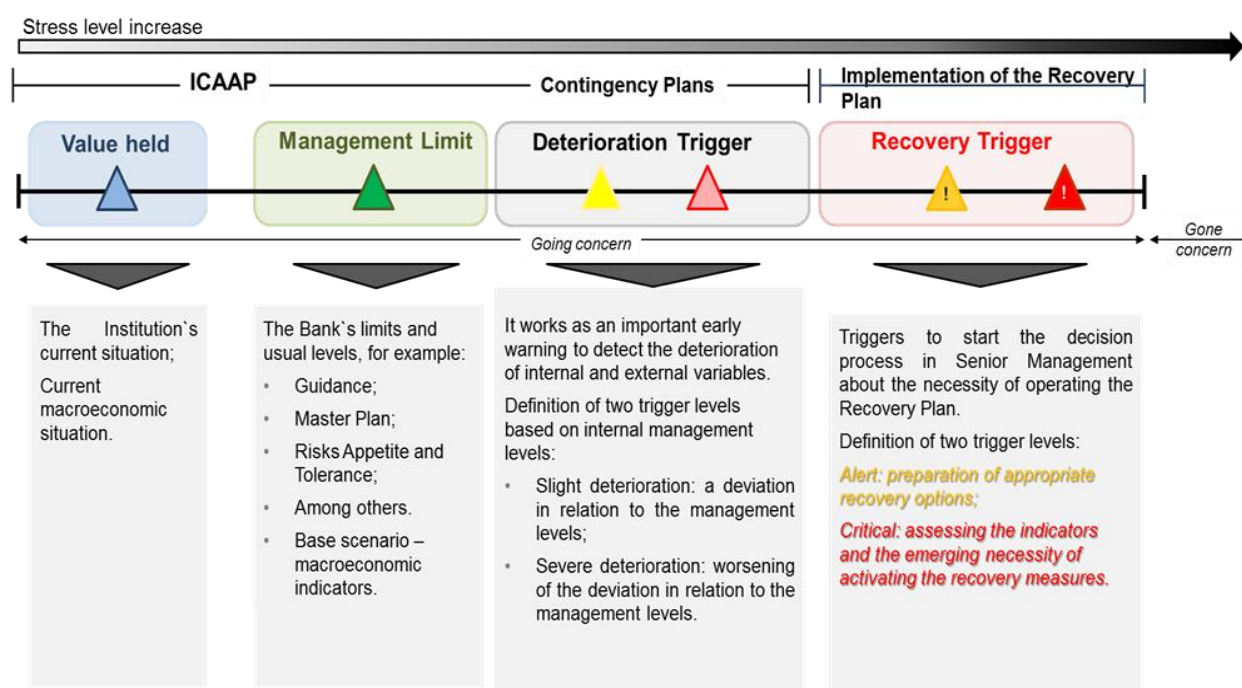 Stress level increase
ICAAP
Contingency Plans
Implementation of the Recovery
Plan
Value held
Management Limit
Deterioration Trigger
Recovery Trigger
!
!
Going concern
Gone
concern
The Institution`s
current situation;
Current
macroeconomic
situation.
The Bank`s limits and
usual levels, for example:
• Guidance;
• Master Plan;
• Risks Appetite and
Tolerance;
• Among others.
• Base scenario –
macroeconomic
indicators.
It works as an important early
warning to detect the deterioration
of internal and external variables.
Definition of two trigger levels
based on internal management
levels:
• Slight deterioration: a deviation
in relation to the management
levels;
• Severe deterioration: worsening
of the deviation in relation to the
management levels.
Triggers to start the decision
process in Senior Management
about the necessity of operating the
Recovery Plan.
Definition of two trigger levels:
Alert: preparation of appropriate
recovery options;
Critical: assessing the indicators
and the emerging necessity of
activating the recovery measures.